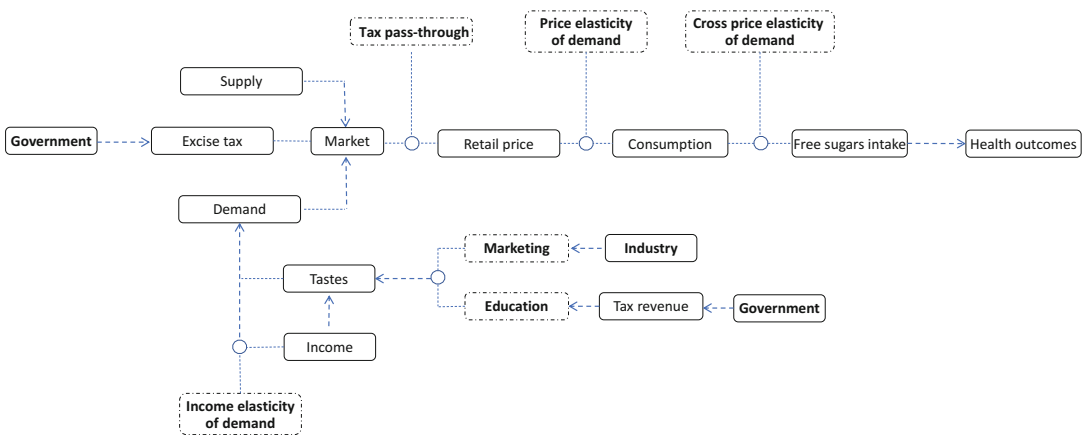 Tax pass-through
Price elasticity
of demand
Cross price elasticity
of demand
Supply
Government
Excise tax
Market
Retail price
Consumption
Free sugars intake
Health outcomes
Demand
Marketing
Industry
Tastes
Education
Tax revenue
Government
Income
Income elasticity
of demand